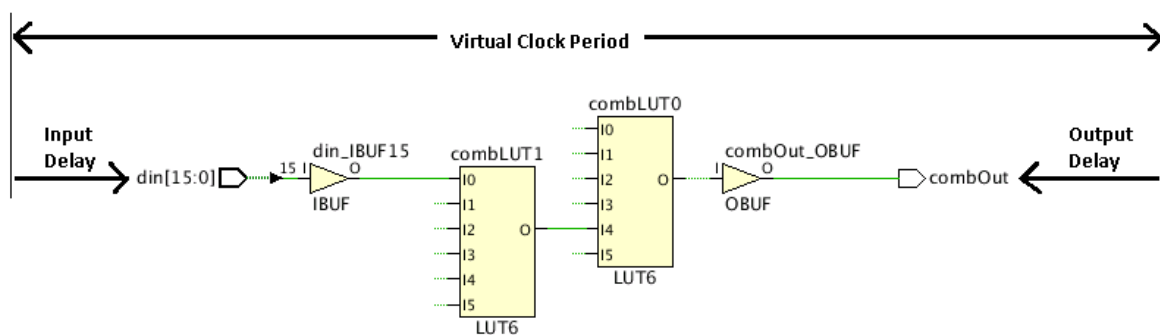 Virtual Clock Period
Input
Delay
din[15:0]
15
I
din_IBUF15
O
IBUF
combLUT1
I0
I1
I2
I3
I4
I5
O
LUT6
combLUT0
I0
I1
I2
I3
I4
I5
O
LUT6
combOut_OBUF
I
O
OBUF
combOut
Output
Delay